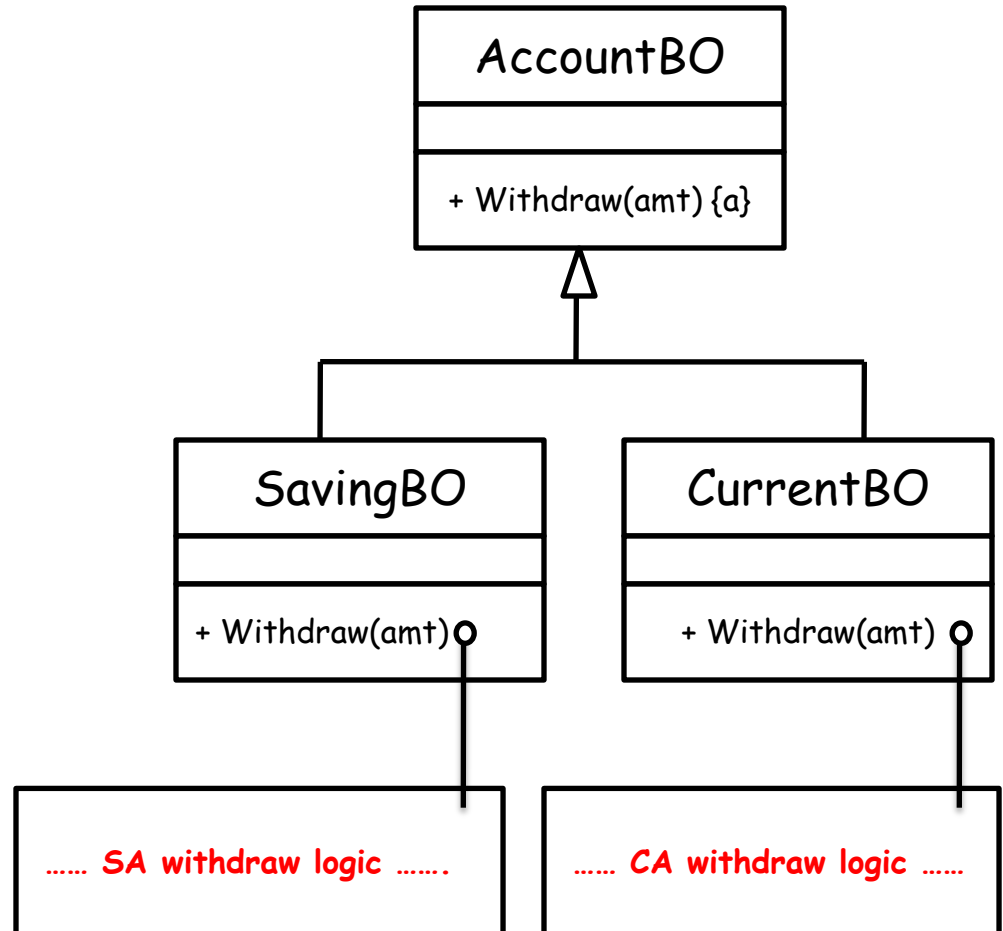 AccountBO
+ Withdraw(amt) {a}
SavingBO
CurrentBO
+ Withdraw(amt)
+ Withdraw(amt)
…… SA withdraw logic …….
…… CA withdraw logic ……